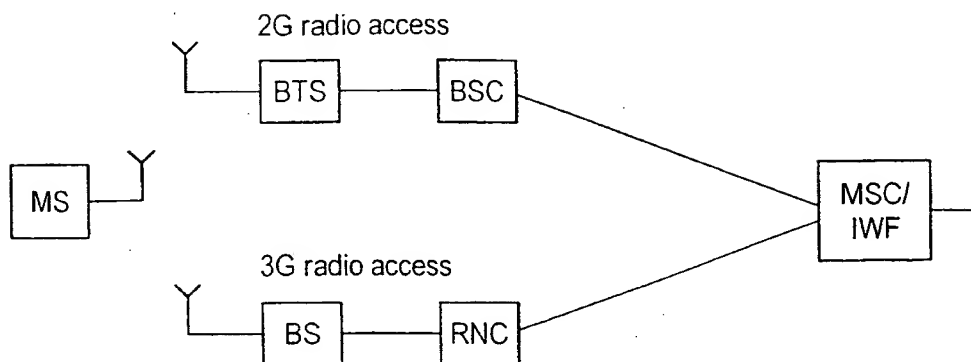 2G radio access
BTS
BSC
MS
MSC/
IWF
3G radio access
BS
RNC